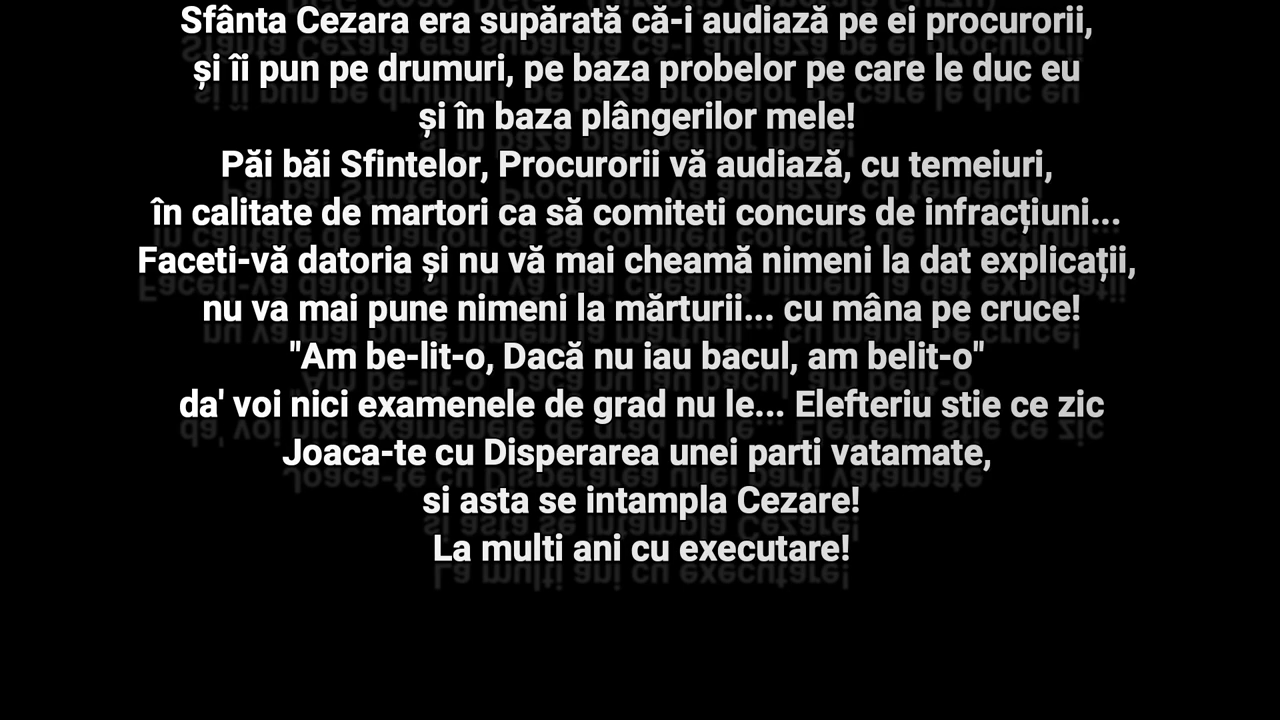 Sfânta Cezara era supărată că-i audiază pe ei procurorii,
și îi pun pe drumuri, pe baza probelor pe care le duc eu
și în baza plângerilor mele!
Păi băi Sfintelor, Procurorii vă audiază, cu temeiuri,
în calitate de martori ca să comiteti concurs de infracțiuni...
Faceti-vă datoria și nu vă mai cheamă nimeni la dat explicații,
nu va mai pune nimeni la mărturii... cu mâna pe cruce!
"Am be-lit-o, Dacă nu iau bacul, am belit-o"
da' voi nici examenele de grad nu le... Elefteriu stie ce zic
Joaca-te cu Disperarea unei parti vatamate,
si asta se intampla Cezare!
La multi ani cu executare!